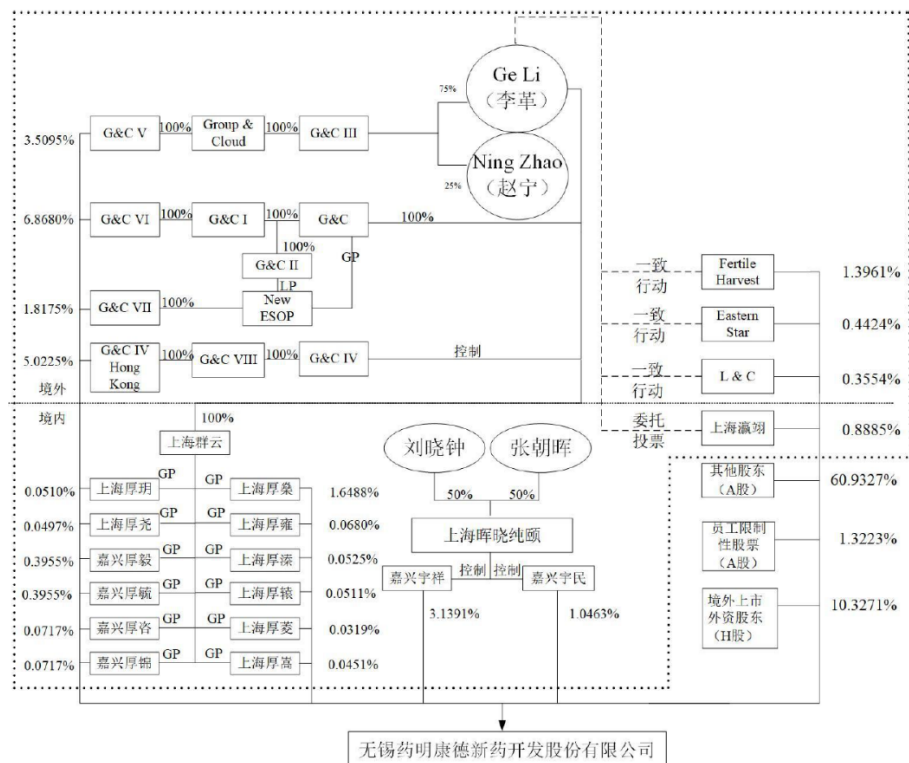 Ge Li
（李革）
75%
3.5095%
G&C V
100%
Group &
Cloud
100%
G&C III
Ning Zhao
（赵宁）
25%
6.8680%
G&C VI
100%
G&C I
100%
G&C
100%
100%
GP
G&C II
LP
1.8175%
G&C VII
100%
New
ESOP
5.0225%
G&C IV
Hong
Kong
100%
G&C VIII
100%
G&C IV
控制
一致
行动
Fertile
Harvest
1.3961%
一致
行动
Eastern
Star
0.4424%
一致
行动
L & C
0.3554%
境外
境内
100%
上海群云
委托
投票
上海瀛翊
0.8885%
刘晓钟
张朝晖
50%
50%
上海晖晓纯颐
控制
控制
嘉兴宇祥
嘉兴宇民
3.1391%
1.0463%
0.0510%
上海厚玥
GP
GP
上海厚燊
1.6488%
0.0497%
上海厚尧
GP
GP
上海厚雍
0.0680%
0.3955%
嘉兴厚毅
GP
GP
上海厚溱
0.0525%
0.3955%
嘉兴厚毓
GP
GP
上海厚辕
0.0511%
0.0717%
嘉兴厚咨
GP
GP
上海厚菱
0.0319%
0.0717%
嘉兴厚锦
GP
GP
上海厚嵩
0.0451%
其他股东
（A股）
60.9327%
员工限制
性股票
（A股）
1.3223%
境外上市
外资股东
（H股）
10.3271%
无锡药明康德新药开发股份有限公司